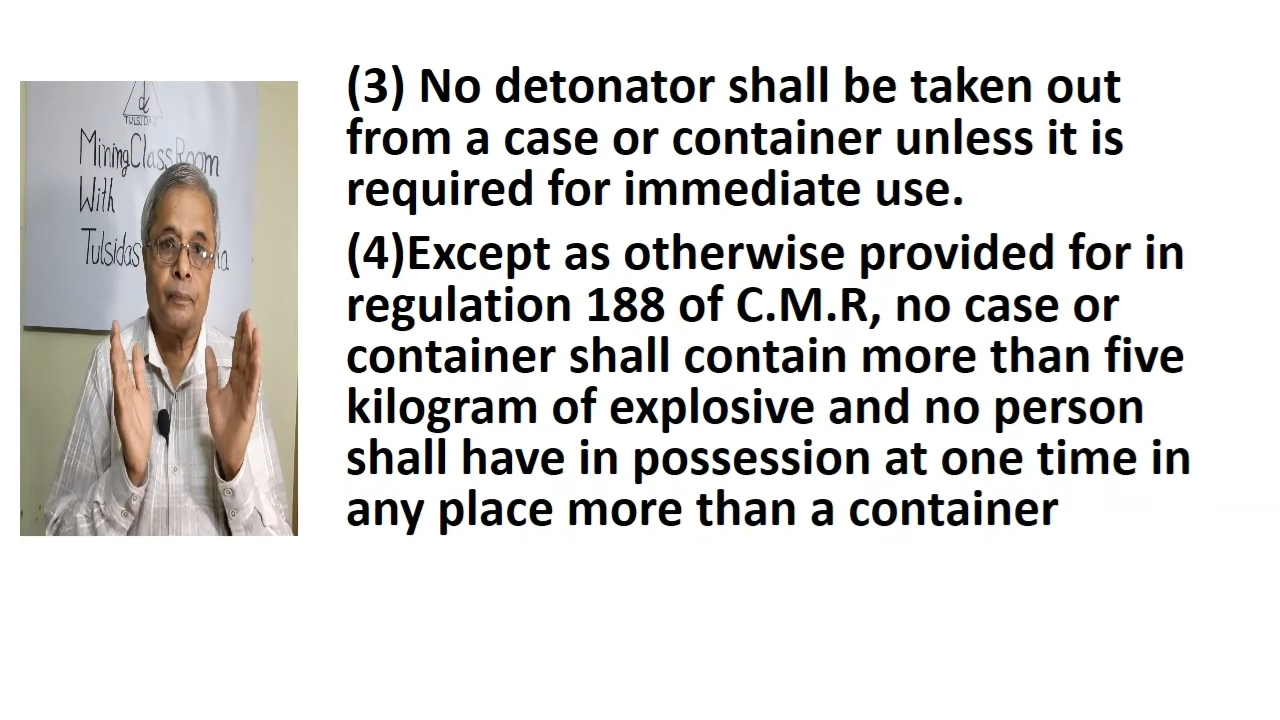 TULSIDAS
MiningClassRoom
With
Tulsidas
(3) No detonator shall be taken out
from a case or container unless it is
required for immediate use.
(4)Except as otherwise provided for in
regulation 188 of C.M.R, no case or
container shall contain more than five
kilogram of explosive and no person
shall have in possession at one time in
any place more than a container